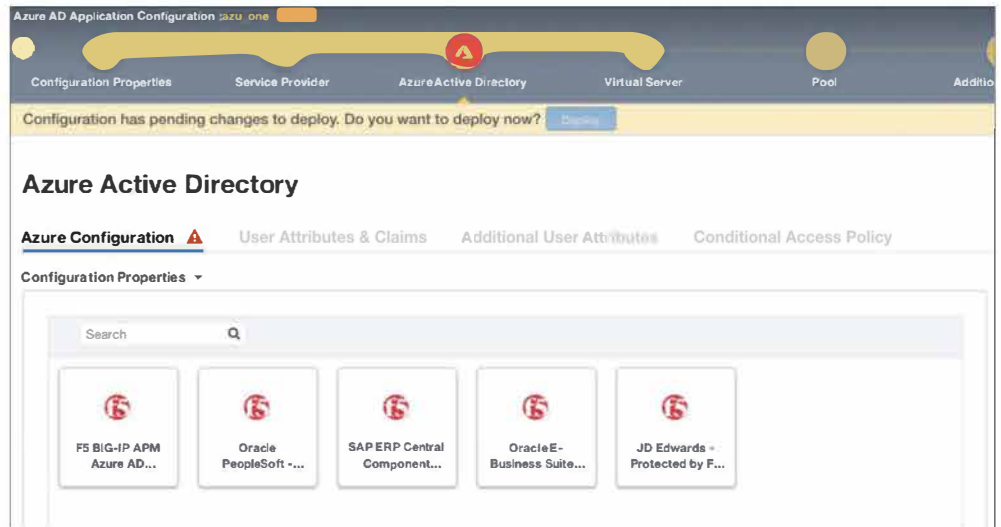 Azure AD Application Configuration :azu_one
Configuration Properties Service Provider Azure Active Directory Virtual Server Pool Additio
Configuration has pending changes to deploy. Do you want to deploy now? Deploy
Azure Active Directory
Azure Configuration User Attributes & Claims Additional User Attributes Conditional Access Policy
Configuration Properties
Search
F5 BIG-IP APM Oracle SAP ERP Central Oracle E- JD Edwards -
Azure AD... PeopleSoft -... Component... Business Suite... Protected by F...